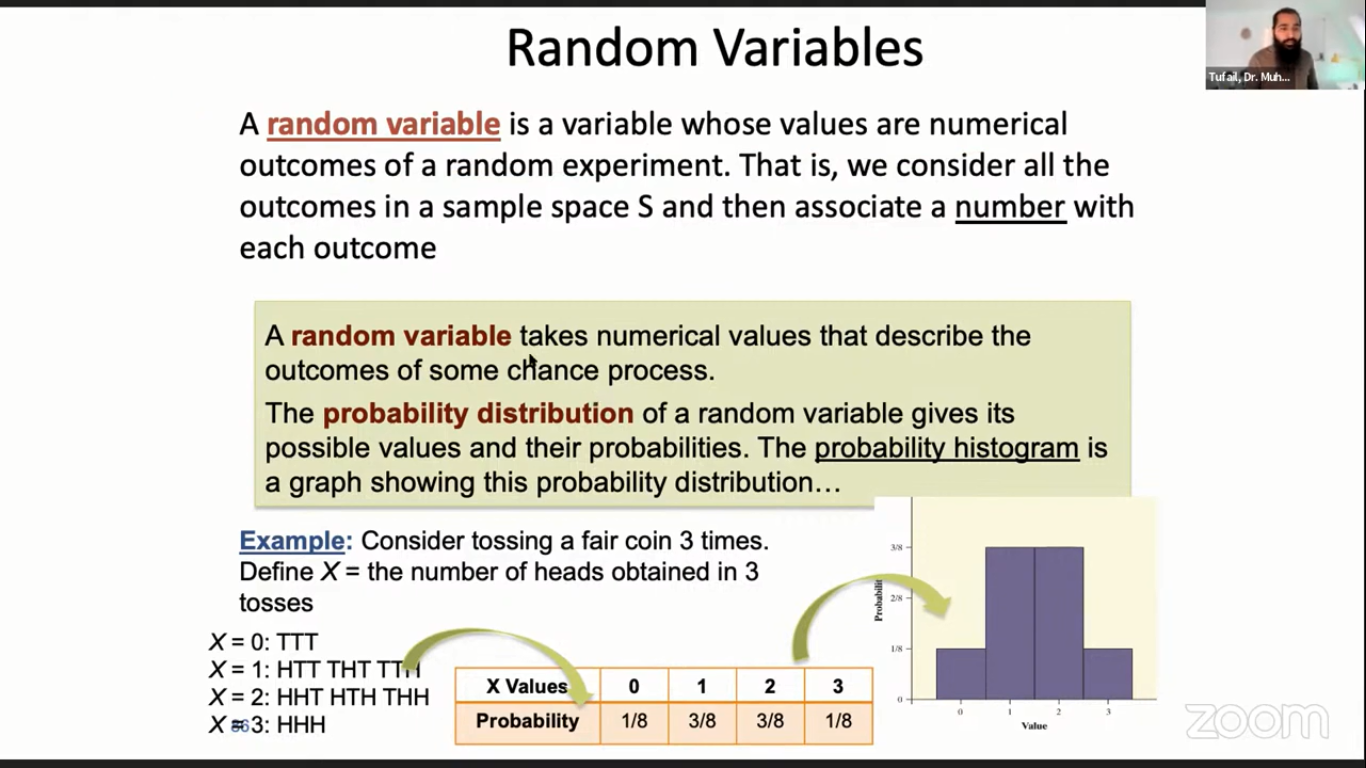 Random Variables
Tufail, Dr. Muh...
A random variable is a variable whose values are numerical
outcomes of a random experiment. That is, we consider all the
outcomes in a sample space S and then associate a number with
each outcome
A random variable takes numerical values that describe the
outcomes of some chance process.
The probability distribution of a random variable gives its
possible values and their probabilities. The probability histogram is
a graph showing this probability distribution…
Example: Consider tossing a fair coin 3 times.
Define X = the number of heads obtained in 3
tosses
X = 0: TTT
X = 1: HTT THT TTH
X = 2: HHT HTH THH
X = 3: HHH
X Values 0 1 2 3
Probability 1/8 3/8 3/8 1/8
3/8
2/8
1/8
0
0 1 2 3
Value
zoom